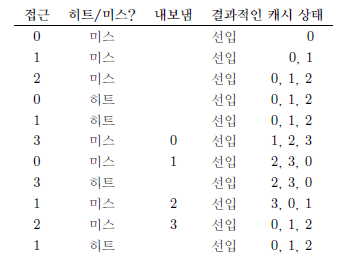 접근 히트/미스? 내보냄 결과적인 캐시 상태
0 미스 선입 0
1 미스 선입 0, 1
2 미스 선입 0, 1, 2
0 히트 선입 0, 1, 2
1 히트 선입 0, 1, 2
3 미스 0 선입 1, 2, 3
0 미스 1 선입 2, 3, 0
3 히트 선입 2, 3, 0
1 미스 2 선입 3, 0, 1
2 미스 3 선입 0, 1, 2
1 히트 선입 0, 1, 2